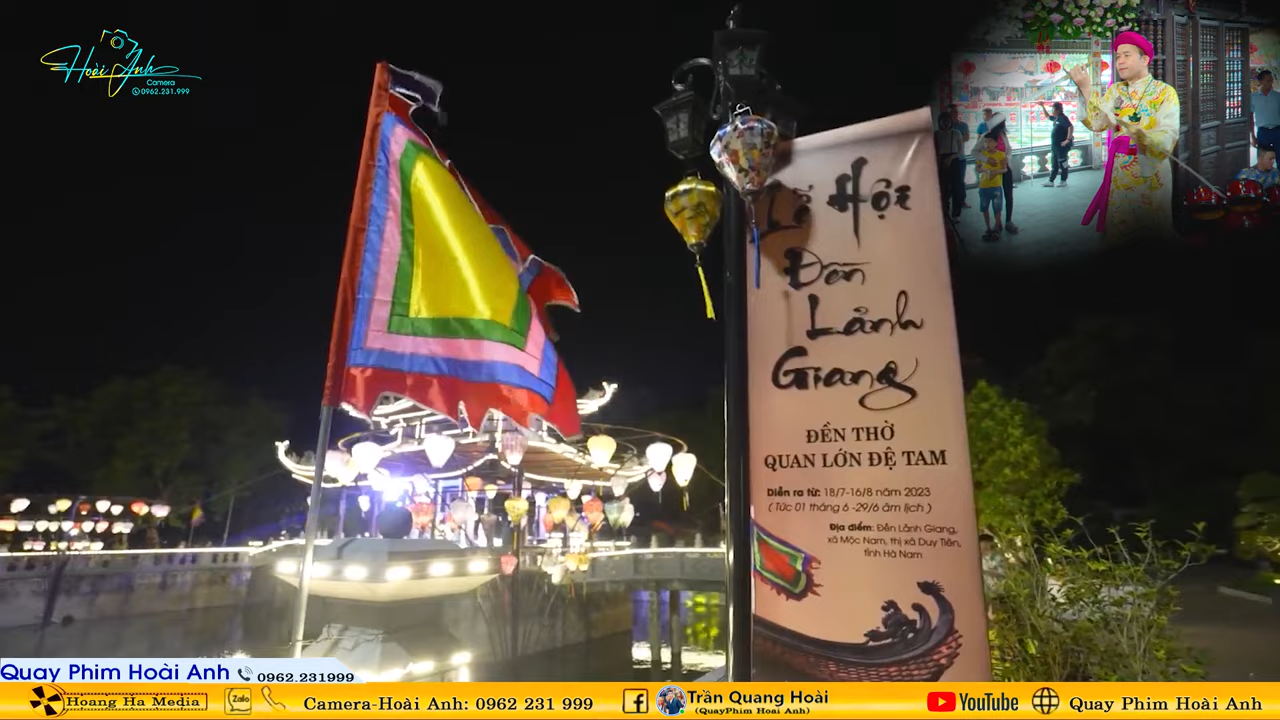 Hoài Anh
Camera
0962.231.999
Lễ Hội
Đền
Lảnh
Giang
ĐỀN THỜ
QUAN LỚN ĐỆ TAM
Diễn ra từ: 18/7-16/8 năm 2023
( Tức 01 tháng 6 -29/6 âm lịch )
Địa điểm: Đền Lảnh Giang,
xã Mộc Nam, thị xã Duy Tiên,
tỉnh Hà Nam
Quay Phim Hoài Anh 0962.231999
Hoang Ha Media Zalo Camera-Hoài Anh: 0962 231 999 Trần Quang Hoài YouTube Quay Phim Hoài Anh
(QuayPhim Hoai Anh)